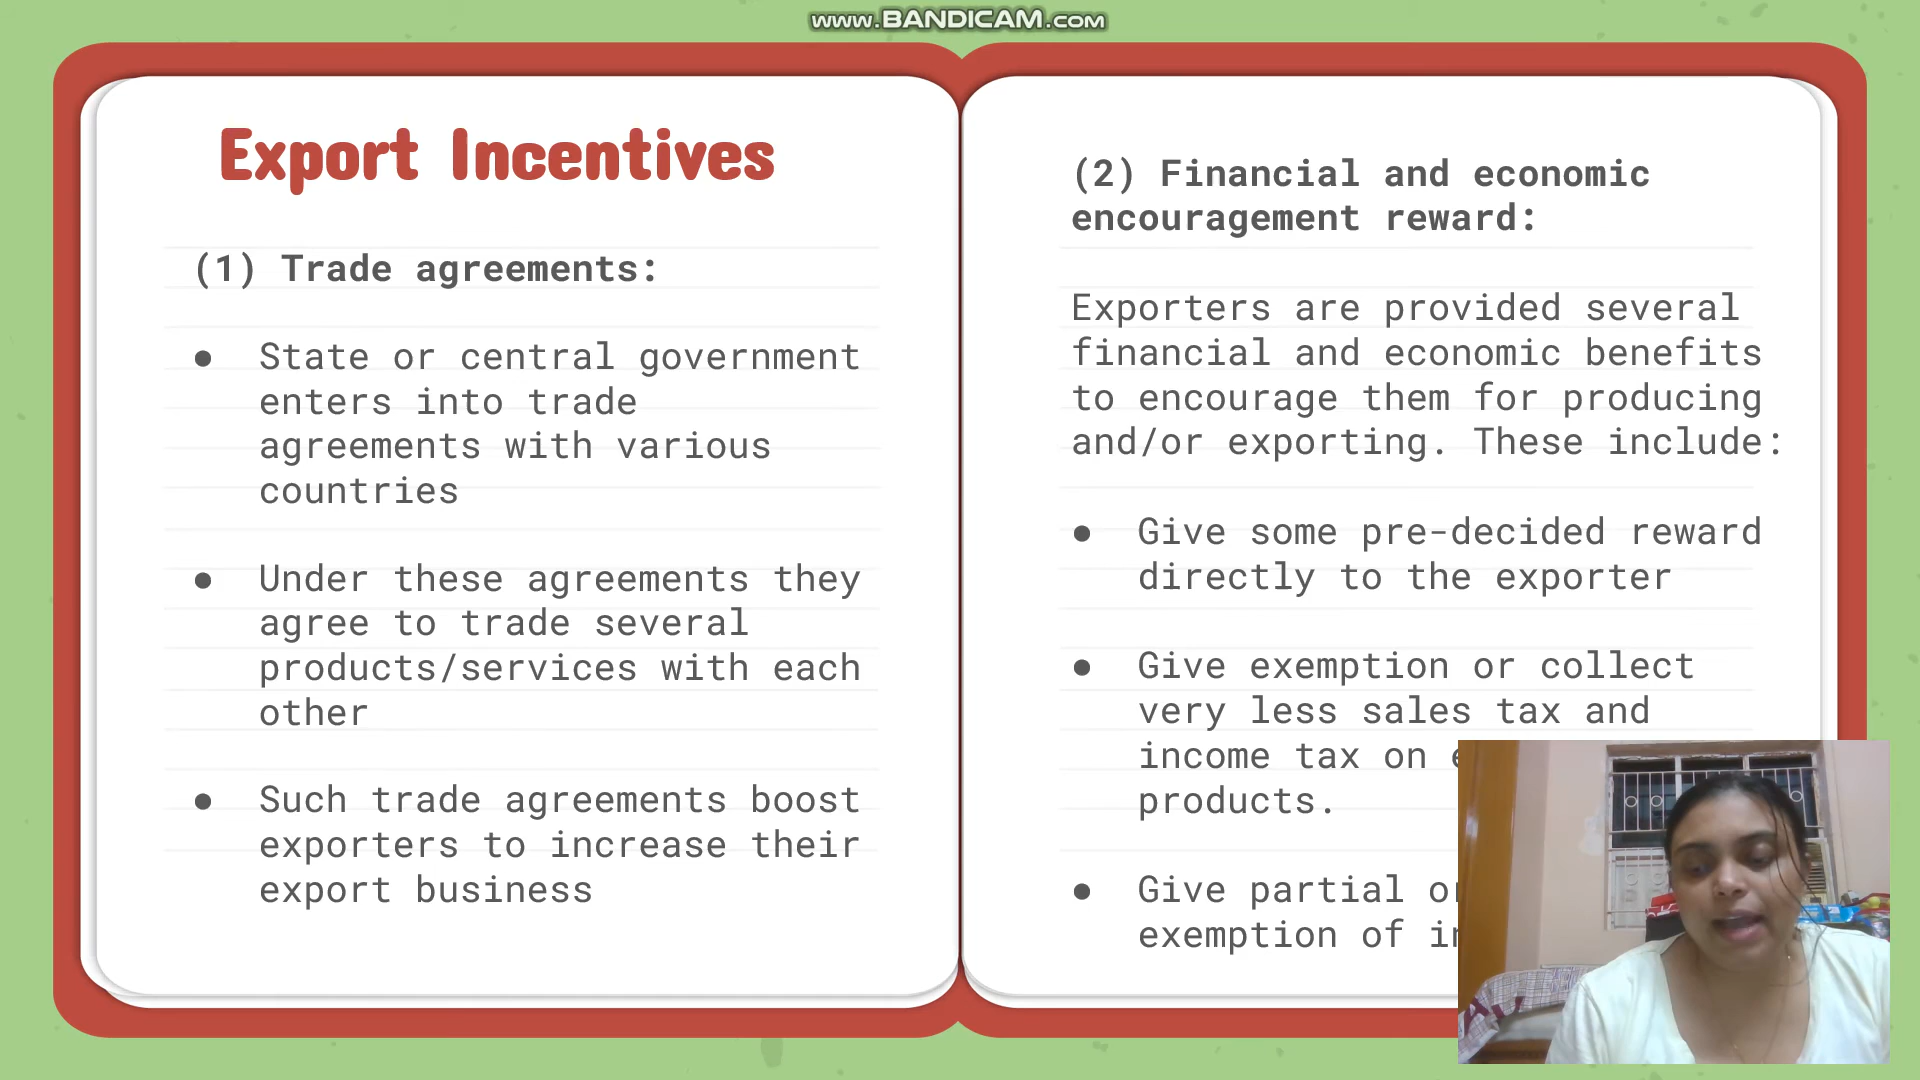 www.BANDICAM.com
Export Incentives
(1) Trade agreements:
● State or central government
enters into trade
agreements with various
countries
● Under these agreements they
agree to trade several
products/services with each
other
● Such trade agreements boost
exporters to increase their
export business
(2) Financial and economic
encouragement reward:
Exporters are provided several
financial and economic benefits
to encourage them for producing
and/or exporting. These include:
● Give some pre-decided reward
directly to the exporter
● Give exemption or collect
very less sales tax and
income tax on
products.
● Give partial
exemption of